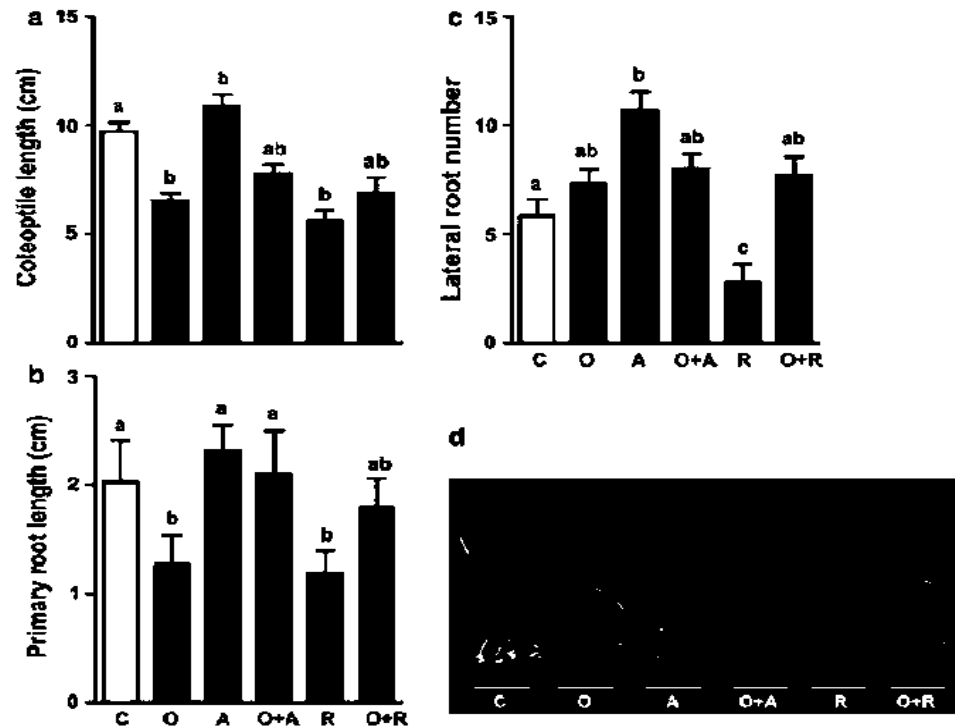 a
15
10
5
0
Coleoptile length (cm)
a
b
b
ab
b
ab
b
3
2
1
0
Primary root length (cm)
a
b
a
a
b
ab
C O A O+A R O+R
c
15
10
5
0
Lateral root number
a
ab
b
ab
c
ab
C O A O+A R O+R
d
C O A O+A R O+R